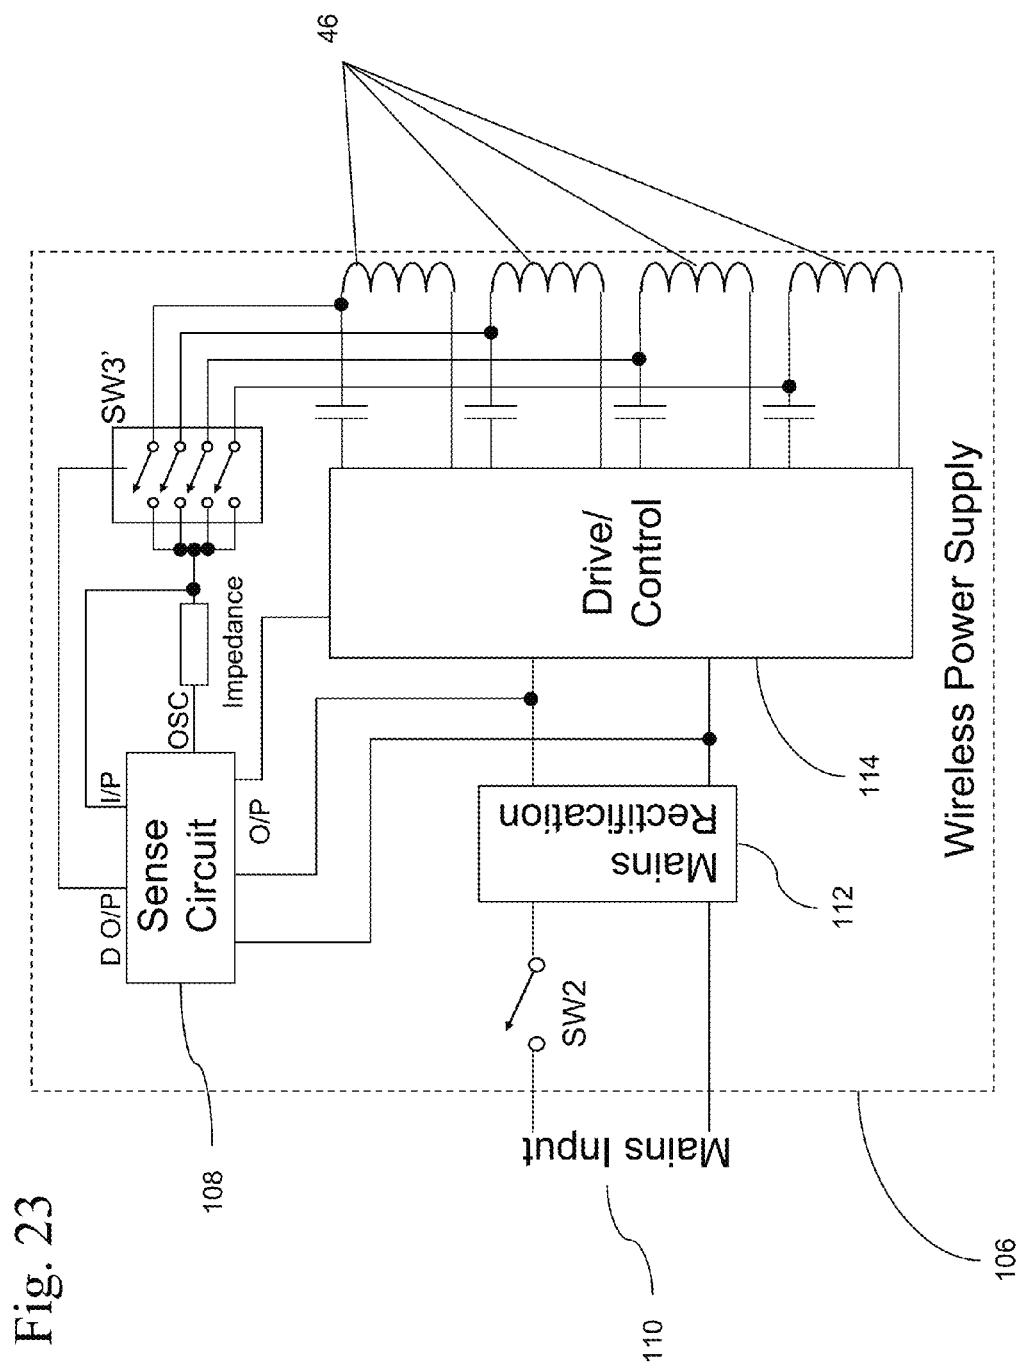 Fig. 23
46
SW3'
Impedance
OSC
I/P
D O/P
O/P
Sense
Circuit
108
Drive/
Control
114
Mains
Rectification
112
SW2
Mains Input
110
Wireless Power Supply
106